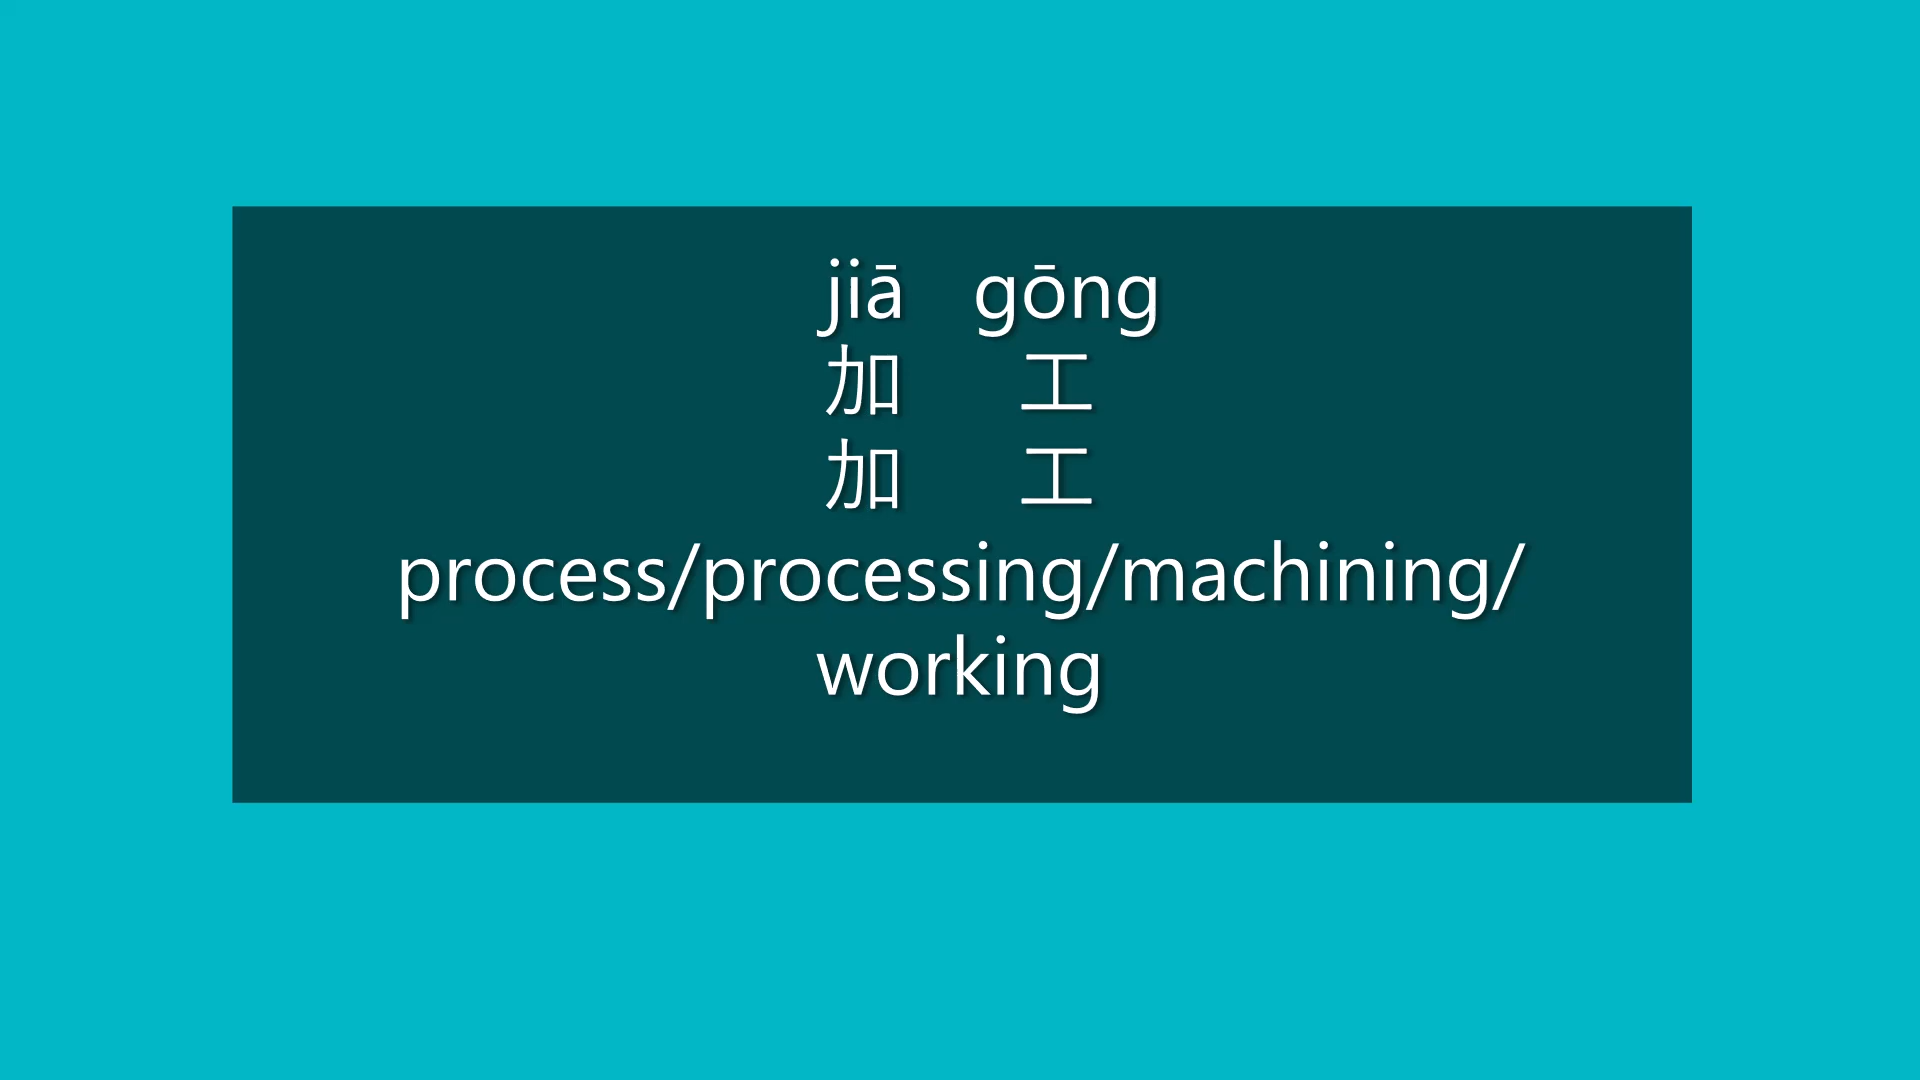 jiā gōng
加 工
加 工
process/processing/machining/
working